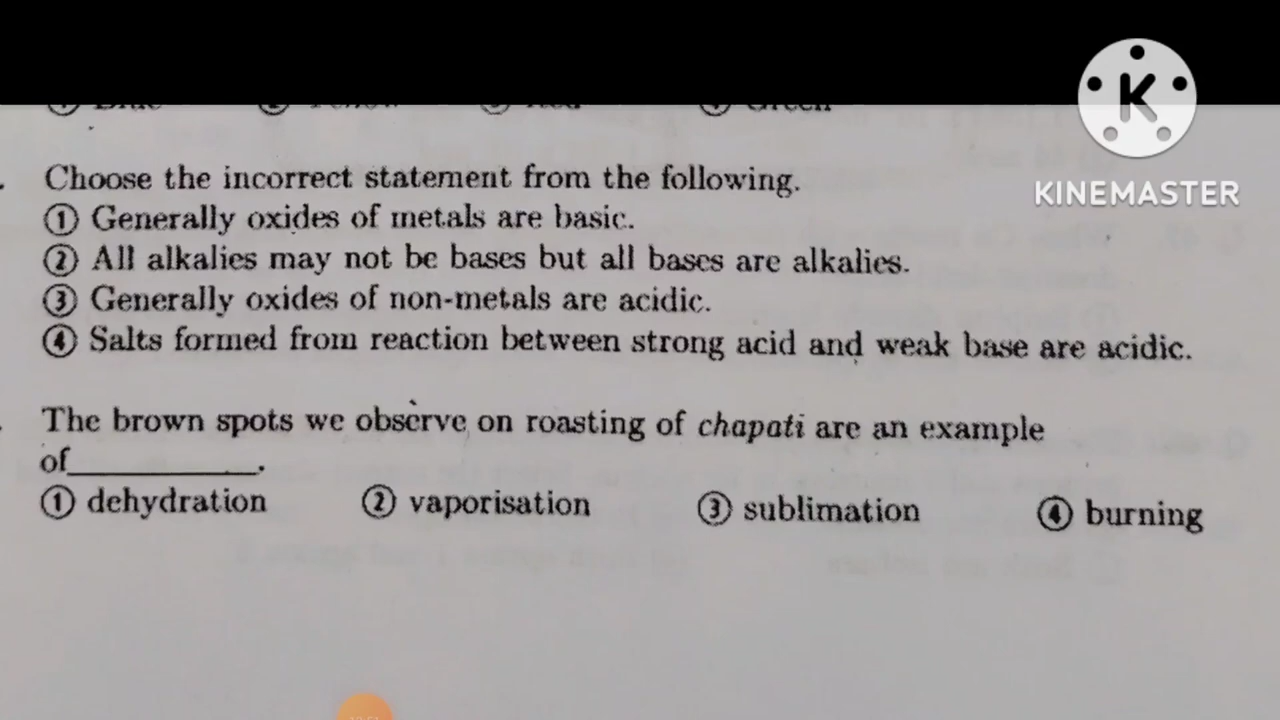 K
KINEMASTER
Choose the incorrect statement from the following.
① Generally oxides of metals are basic.
② All alkalies may not be bases but all bases are alkalies.
③ Generally oxides of non-metals are acidic.
④ Salts formed from reaction between strong acid and weak base are acidic.
The brown spots we observe on roasting of chapati are an example
of__________.
① dehydration ② vaporisation ③ sublimation ④ burning